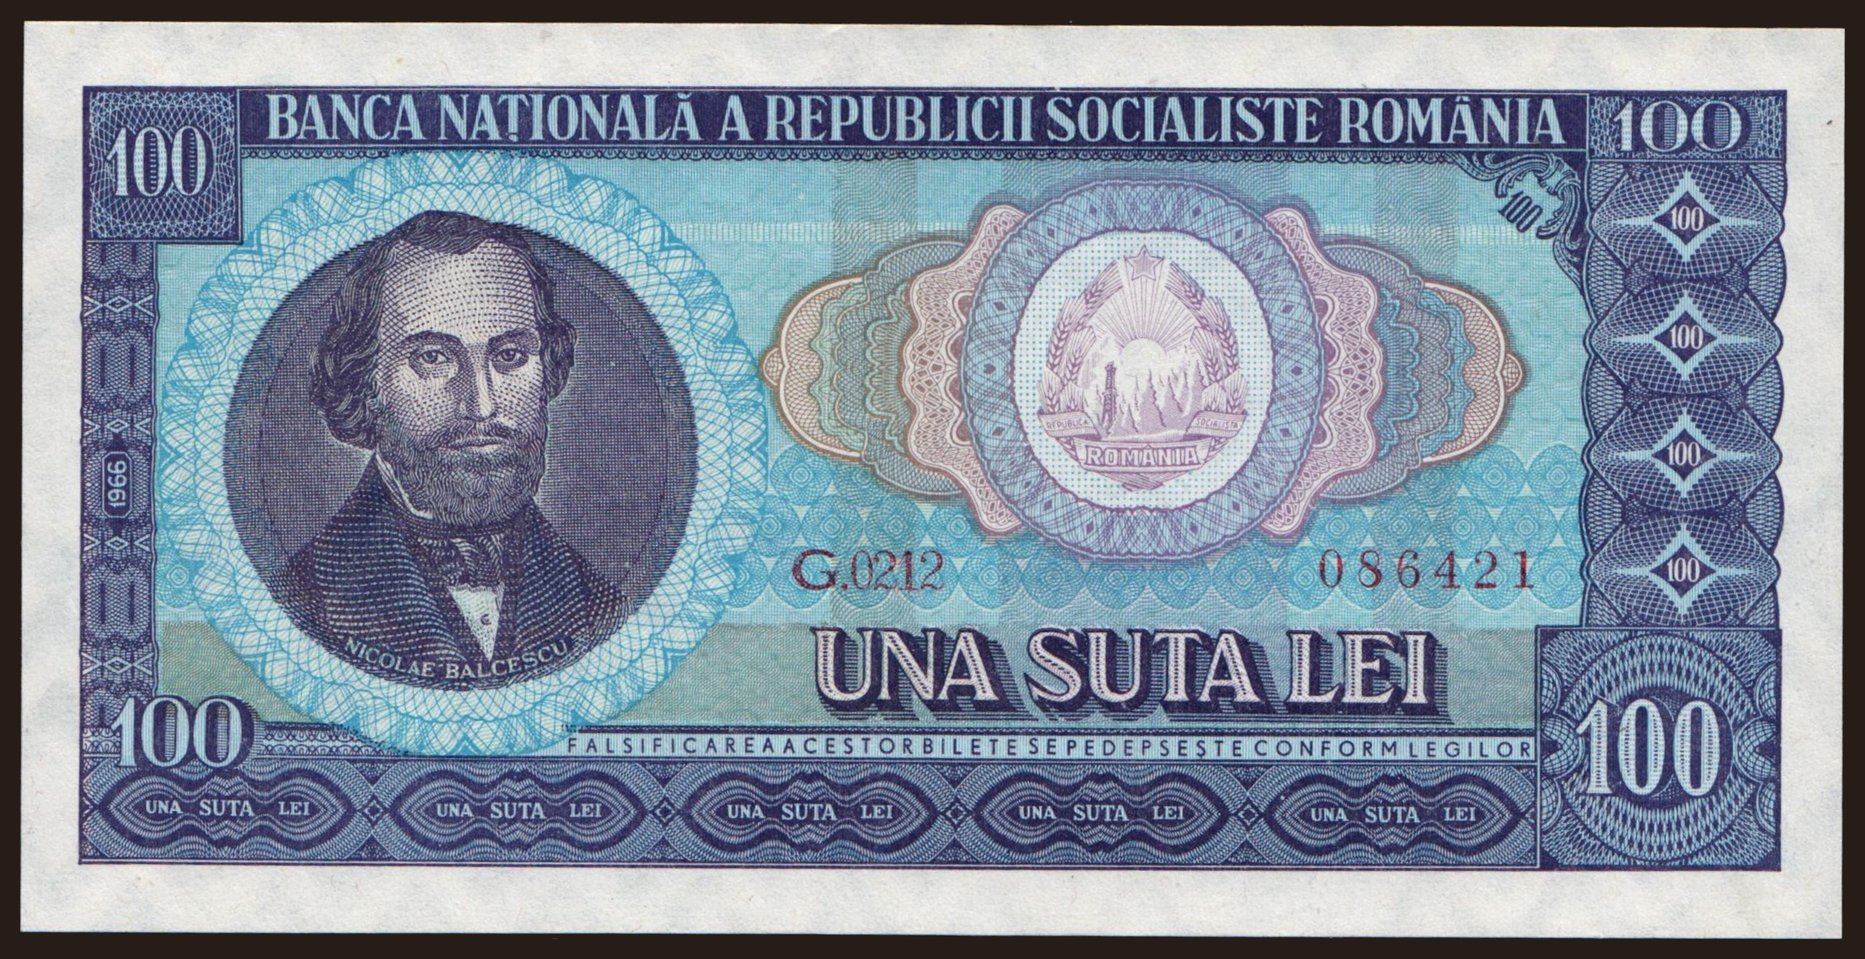 100 BANCA NAȚIONALĂ A REPUBLICII SOCIALISTE ROMÂNIA 100
100
100
100
REPUBLICA SOCIALISTA
ROMANIA
100
1966
G.0212 086421
100
NICOLAE BALCESCU
UNA SUTA LEI
100
FALSIFICAREA ACESTOR BILETE SE PEDEPSEȘTE CONFORM LEGILOR
100
UNA SUTA LEI UNA SUTA LEI UNA SUTA LEI UNA SUTA LEI UNA SUTA LEI